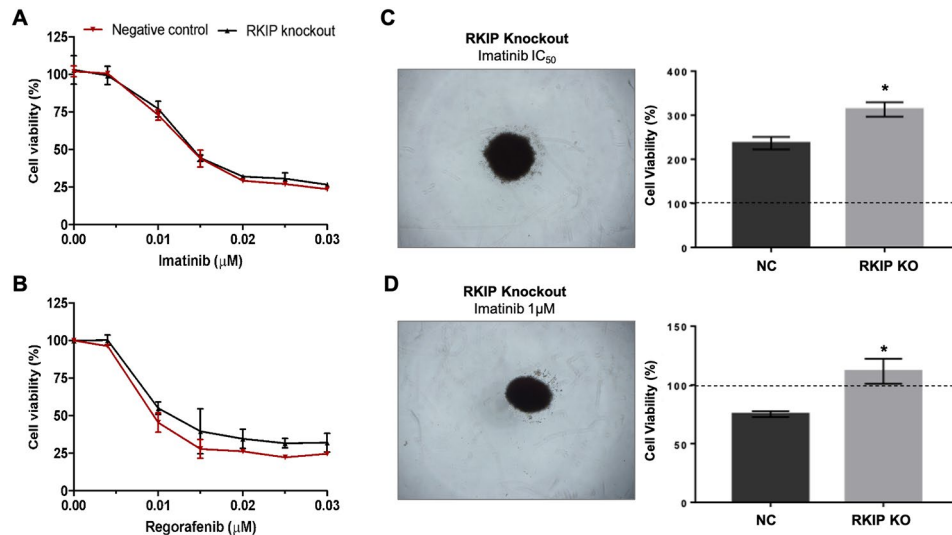 A
Negative control
RKIP knockout
Cell viability (%)
125
100
75
50
25
0
0.00
0.01
0.02
0.03
Imatinib (μM)
B
Cell viability (%)
125
100
75
50
25
0
0.00
0.01
0.02
0.03
Regorafenib (μM)
C
RKIP Knockout
Imatinib IC50
Cell Viability (%)
400
300
200
100
0
*
NC
RKIP KO
D
RKIP Knockout
Imatinib 1μM
Cell Viability (%)
150
100
50
0
*
NC
RKIP KO